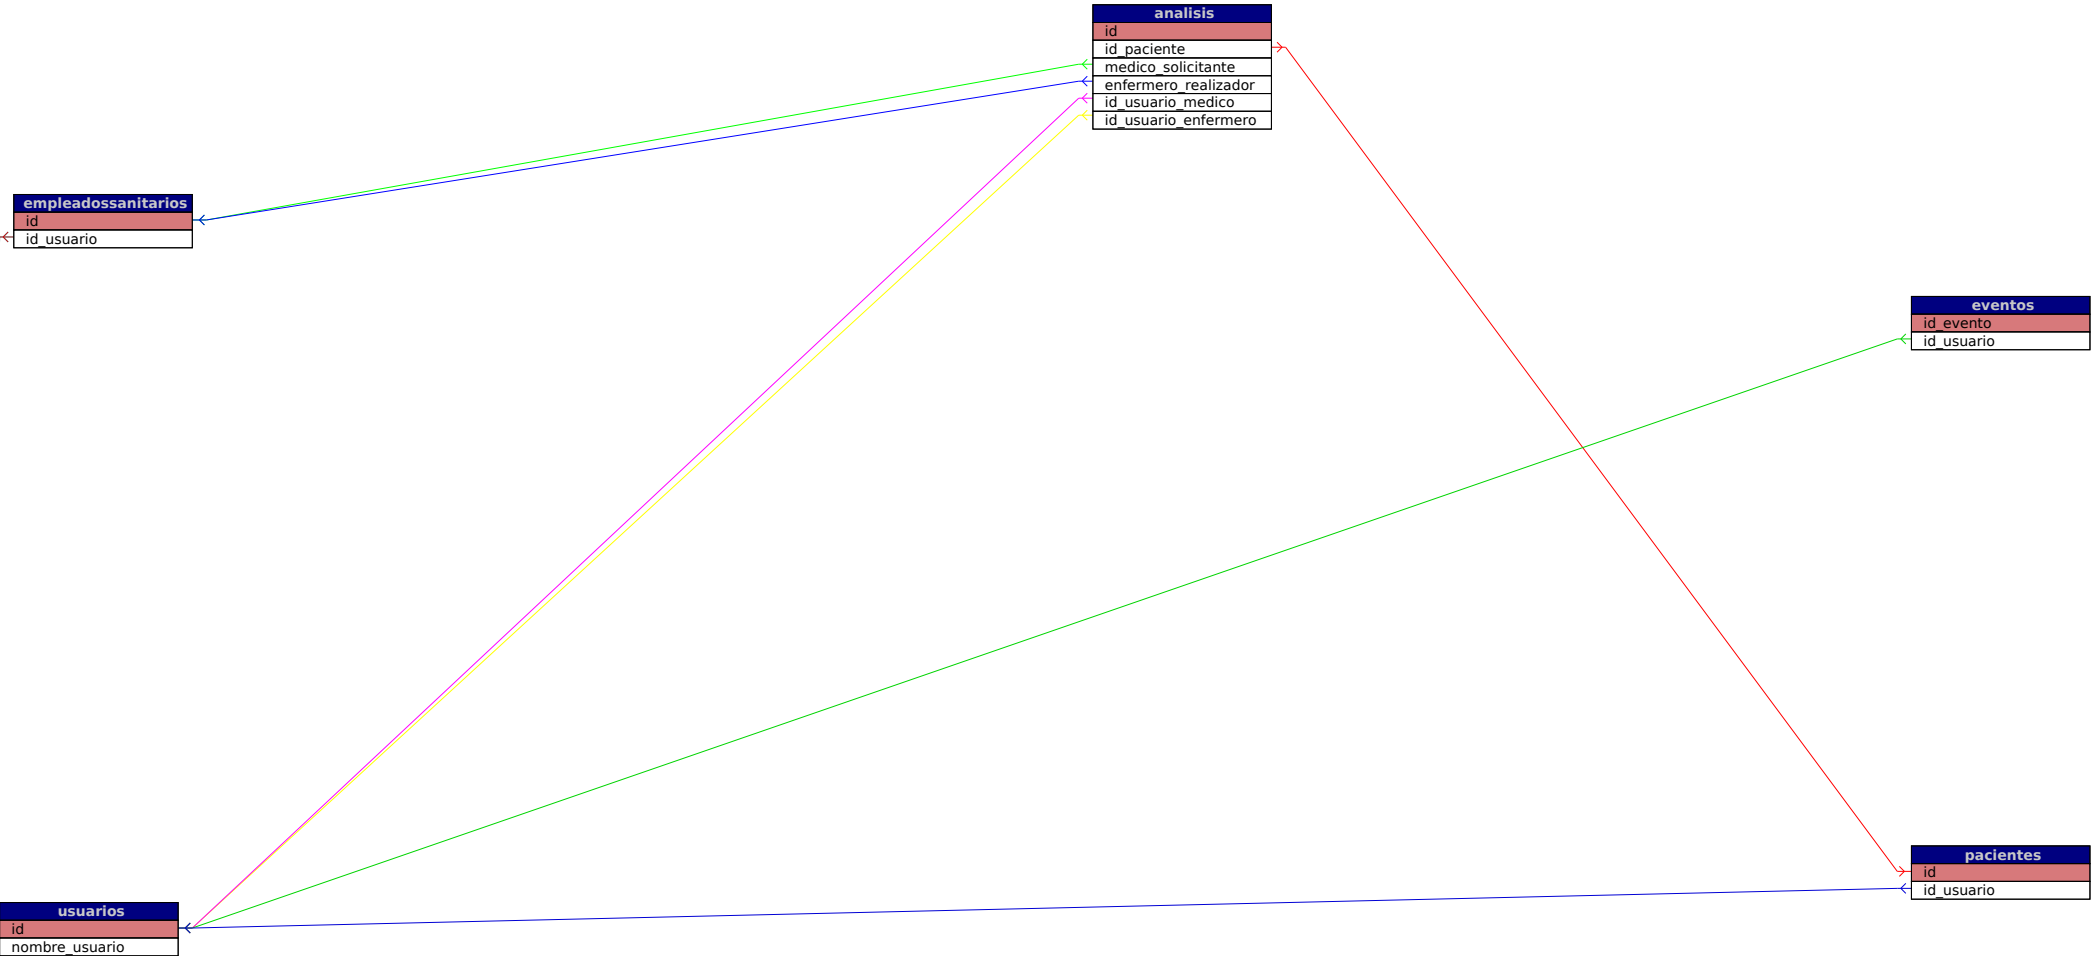 analisis
id
id_paciente
medico_solicitante
enfermero_realizador
id_usuario_medico
id_usuario_enfermero
empleadossanitarios
id
id_usuario
eventos
id_evento
id_usuario
pacientes
id
id_usuario
usuarios
id
nombre_usuario